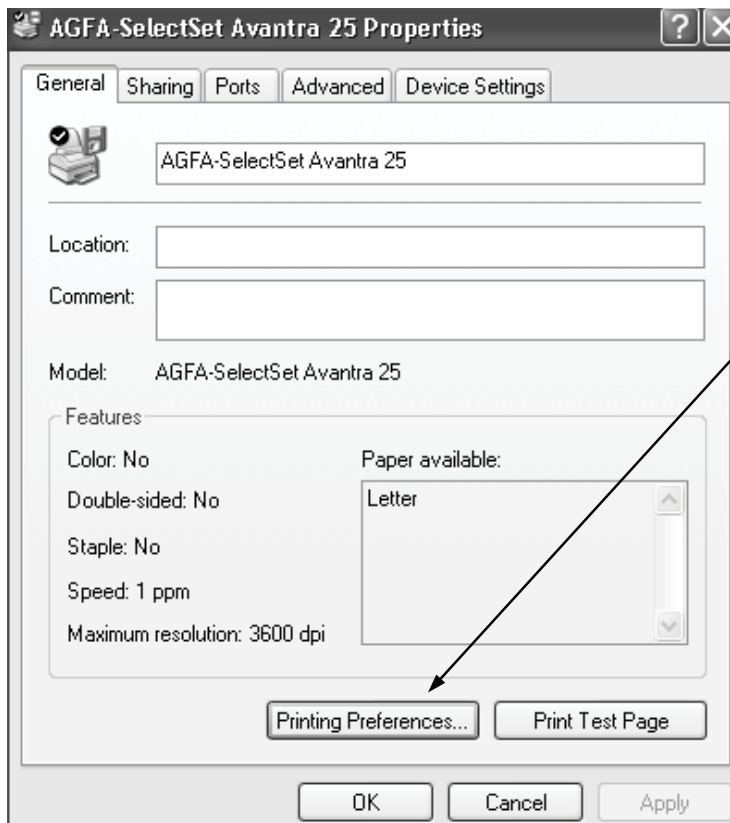 AGFA-SelectSet Avantra 25 Properties
General Sharing Ports Advanced Device Settings
AGFA-SelectSet Avantra 25
Location:
Comment:
Model: AGFA-SelectSet Avantra 25
Features
Color: No Paper available:
Double-sided: No Letter
Staple: No
Speed: 1 ppm
Maximum resolution: 3600 dpi
Printing Preferences... Print Test Page
OK Cancel Apply